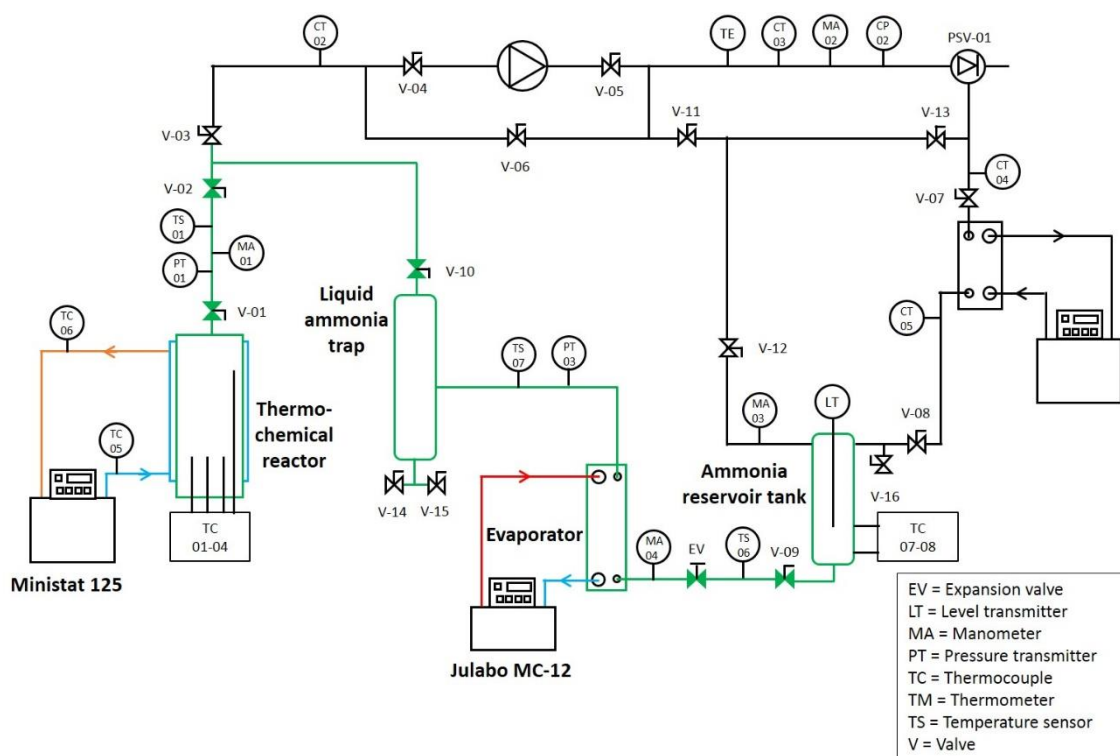 CT
02
TE
CT
03
MA
02
CP
02
PSV-01
V-04
V-05
V-11
V-13
V-03
V-06
CT
04
V-02
V-07
TS
01
MA
01
PT
01
V-10
Liquid
ammonia
trap
TC
06
V-01
CT
05
V-12
TS
07
PT
03
MA
03
LT
V-08
Thermo-
chemical
reactor
TC
05
Ammonia
reservoir tank
V-16
V-14
V-15
Evaporator
TC
01-04
MA
04
EV
TS
06
V-09
TC
07-08
Ministat 125
Julabo MC-12
EV = Expansion valve
LT = Level transmitter
MA = Manometer
PT = Pressure transmitter
TC = Thermocouple
TM = Thermometer
TS = Temperature sensor
V = Valve